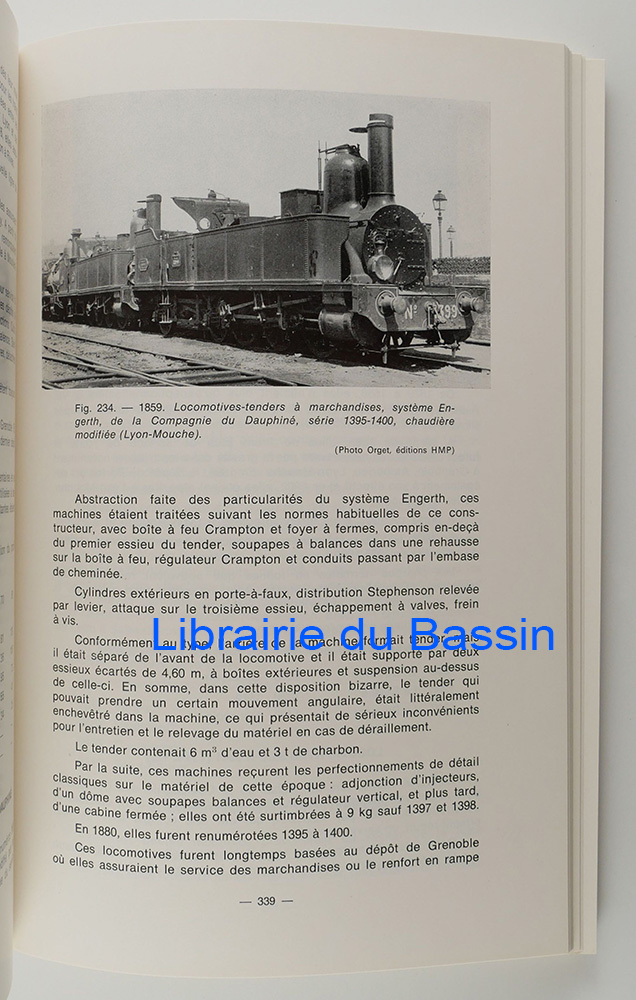 N° 1399
Fig. 234. — 1859. Locomotives-tenders à marchandises, système En-
gerth, de la Compagnie du Dauphiné, série 1395-1400, chaudière
modifiée (Lyon-Mouche).
(Photo Orget, éditions HMP)
Abstraction faite des particularités du système Engerth, ces
machines étaient traitées suivant les normes habituelles de ce cons-
tructeur, avec boîte à feu Crampton et foyer à fermes, compris en-deçà
du premier essieu du tender, soupapes à balances dans une rehausse
sur la boîte à feu, régulateur Crampton et conduits passant par l'embase
de cheminée.
Cylindres extérieurs en porte-à-faux, distribution Stephenson relevée
par levier, attaque sur le troisième essieu, échappement à valves, frein
à vis.
Librairie du Bassin
Conformément au type, l'arrière de la machine formait tender, mais
il était séparé de l'avant de la locomotive et il était supporté par deux
essieux écartés de 4,60 m, à boîtes extérieures et suspension au-dessus
de celle-ci. En somme, dans cette disposition bizarre, le tender qui
pouvait prendre un certain mouvement angulaire, était littéralement
enchevêtré dans la machine, ce qui présentait de sérieux inconvénients
pour l'entretien et le relevage du matériel en cas de déraillement.
Le tender contenait 6 m³ d'eau et 3 t de charbon.
Par la suite, ces machines reçurent les perfectionnements de détail
classiques sur le matériel de cette époque : adjonction d'injecteurs,
d'un dôme avec soupapes balances et régulateur vertical, et plus tard,
d'une cabine fermée ; elles ont été surtimbrées à 9 kg sauf 1397 et 1398.
En 1880, elles furent renumérotées 1395 à 1400.
Ces locomotives furent longtemps basées au dépôt de Grenoble
où elles assuraient le service des marchandises ou le renfort en rampe
— 339 —